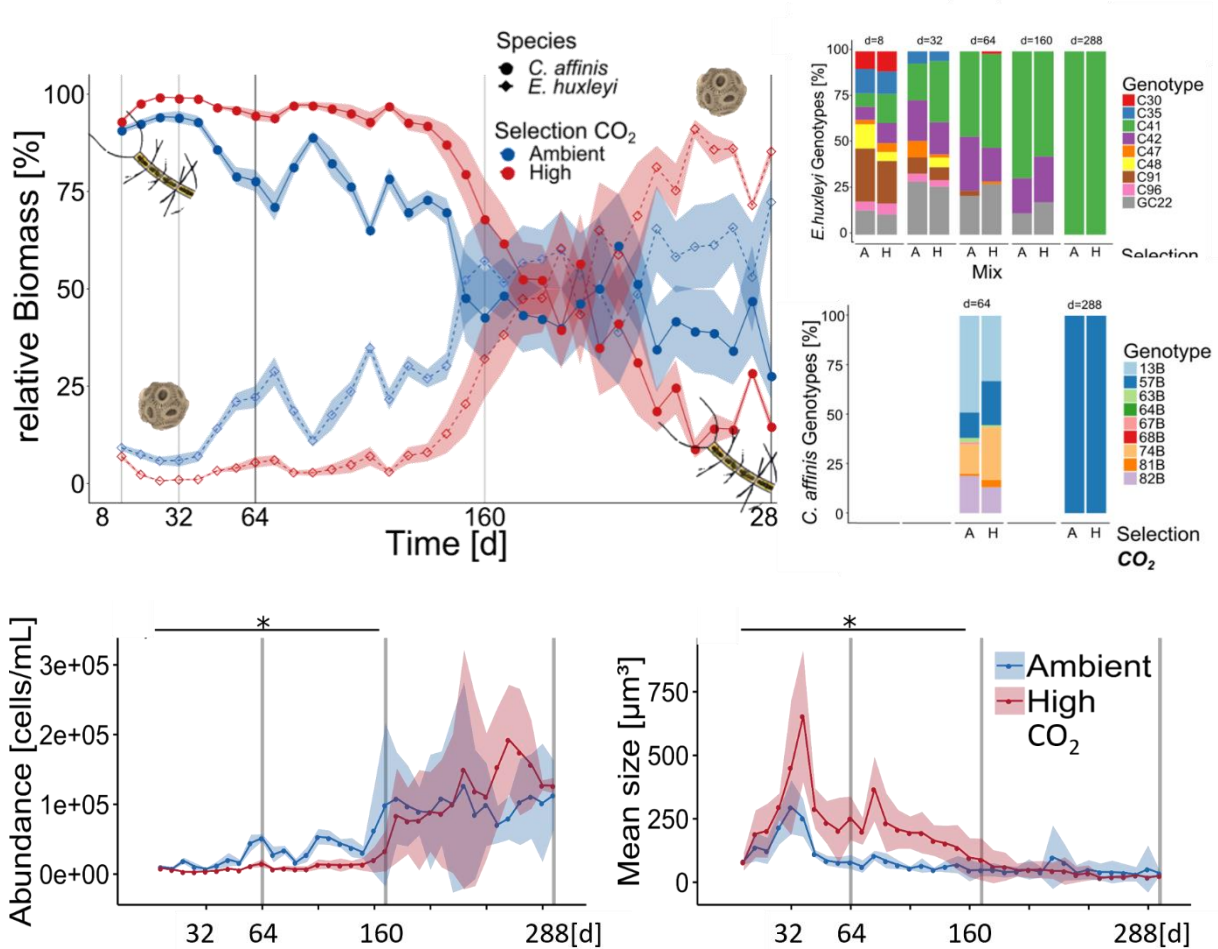 relative Biomass [%]
100
75
50
25
0
8 32 64 160 28
Time [d]
Species
C. affinis
E. huxleyi
Selection CO₂
Ambient
High
E.huxleyi Genotypes [%]
100
75
50
25
0
d=8 d=32 d=64 d=160 d=288
A H A H A H A H A H
Selection
Mix
Genotype
C30
C35
C41
C42
C47
C48
C91
C96
GC22
C. affinis Genotypes [%]
100
75
50
25
0
d=64 d=288
A H A H
Selection
CO₂
Genotype
13B
57B
63B
64B
67B
68B
74B
81B
82B
Abundance [cells/mL]
3e+05
2e+05
1e+05
0e+00
*
32 64 160 288[d]
Mean size [µm³]
750
500
250
0
*
Ambient
High
CO₂
32 64 160 288[d]